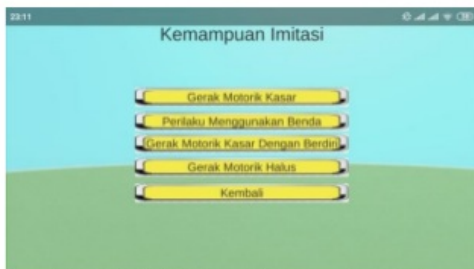 23:11
Kemampuan Imitasi
Gerak Motorik Kasar
Perilaku Menggunakan Benda
Gerak Motorik Kasar Dengan Berdiri
Gerak Motorik Halus
Kembali